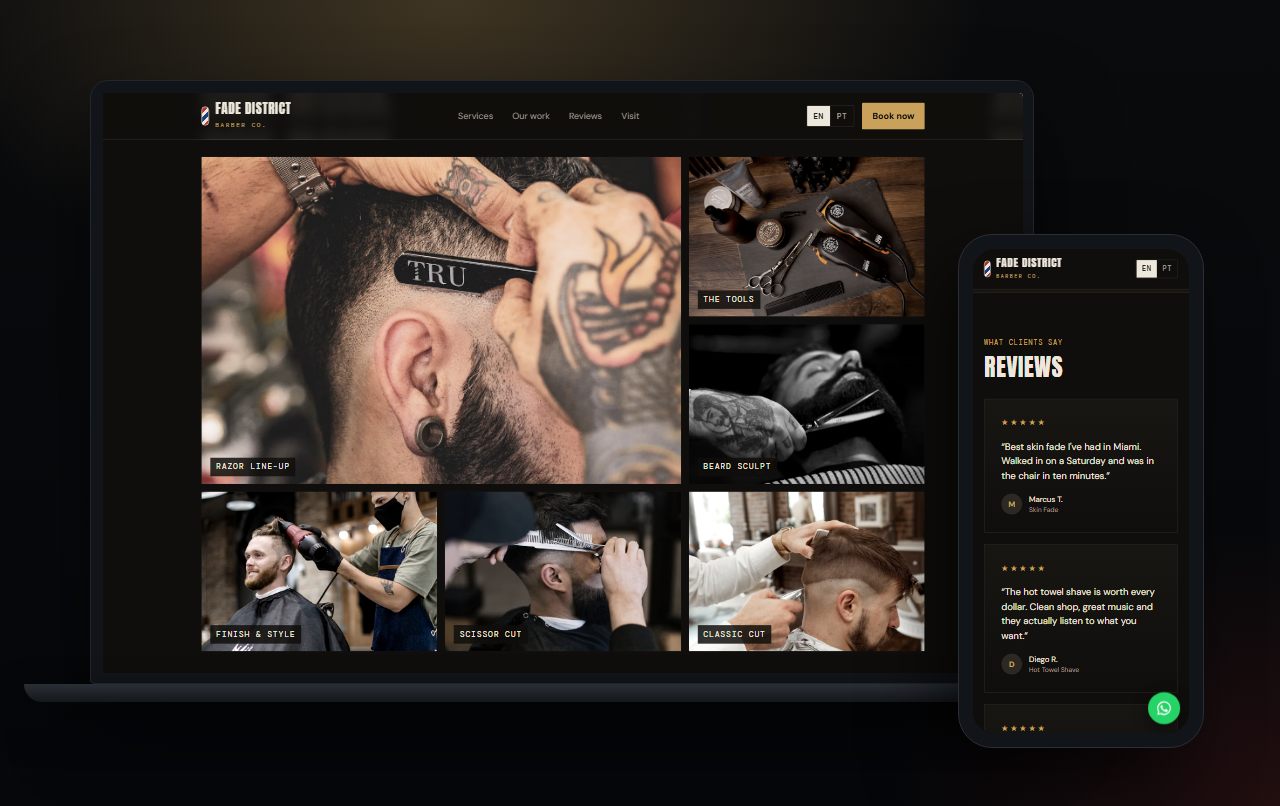 FADE DISTRICT
BARBER CO.
Services
Our work
Reviews
Visit
EN
PT
Book now
TRU
RAZOR LINE-UP
THE TOOLS
BEARD SCULPT
FINISH & STYLE
SCISSOR CUT
CLASSIC CUT
FADE DISTRICT
BARBER CO.
EN
PT
WHAT CLIENTS SAY
REVIEWS
★★★★★
“Best skin fade I've had in Miami.
Walked in on a Saturday and was in
the chair in ten minutes.”
M
Marcus T.
Skin Fade
★★★★★
“The hot towel shave is worth every
dollar. Clean shop, great music and
they actually listen to what you
want.”
D
Diego R.
Hot Towel Shave
★★★★★